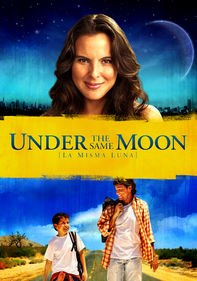 UNDER THE SAME MOON
[LA MISMA LUNA]